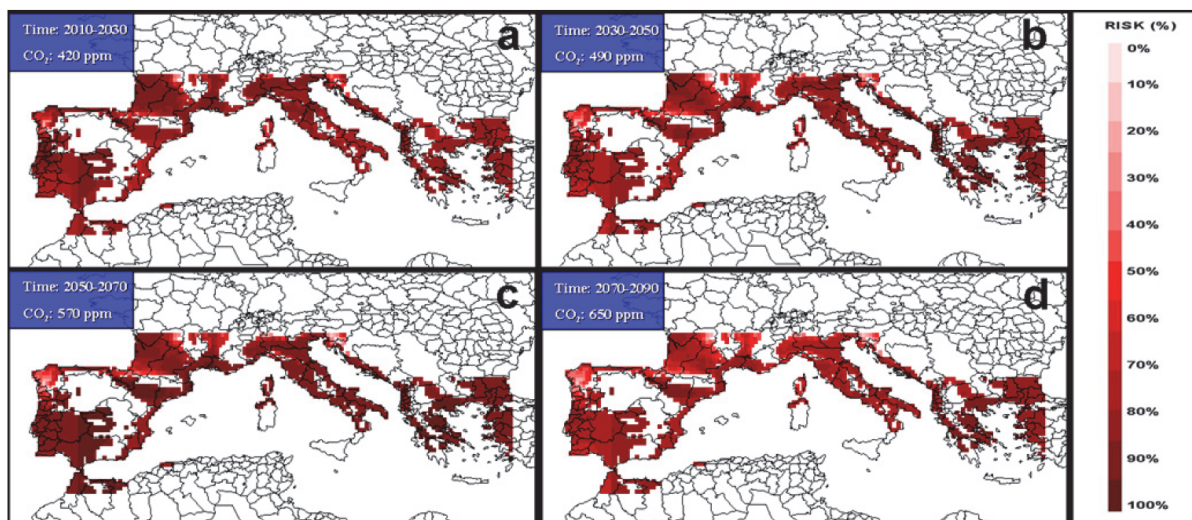 Time: 2010-2030
CO₂: 420 ppm
a
Time: 2030-2050
CO₂: 490 ppm
b
Time: 2050-2070
CO₂: 570 ppm
c
Time: 2070-2090
CO₂: 650 ppm
d
RISK (%)
0%
10%
20%
30%
40%
50%
60%
70%
80%
90%
100%